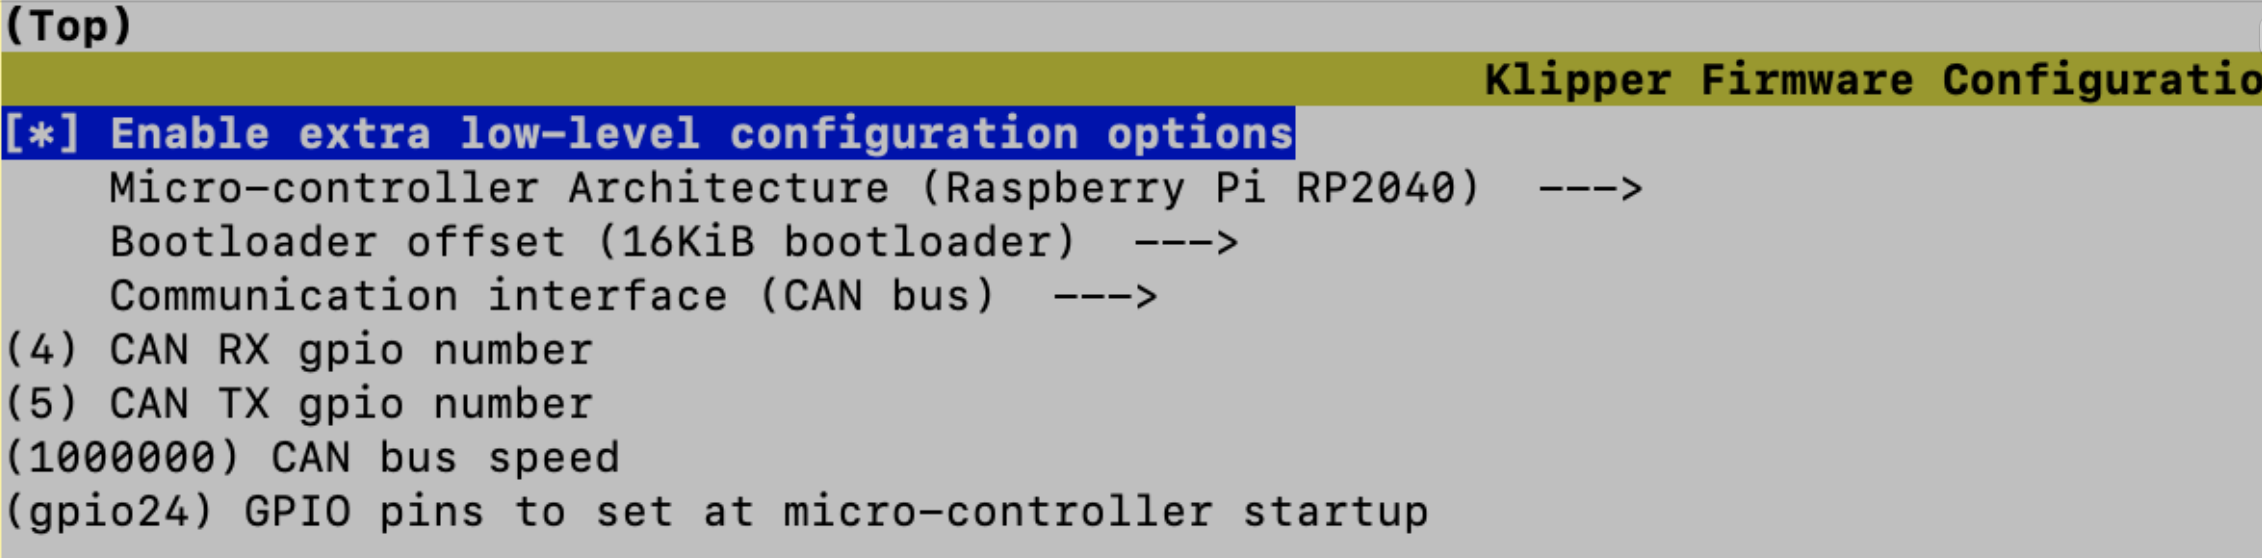 (Top)
Klipper Firmware Configuratio
[*] Enable extra low-level configuration options
Micro-controller Architecture (Raspberry Pi RP2040) --->
Bootloader offset (16KiB bootloader) --->
Communication interface (CAN bus) --->
(4) CAN RX gpio number
(5) CAN TX gpio number
(1000000) CAN bus speed
(gpio24) GPIO pins to set at micro-controller startup